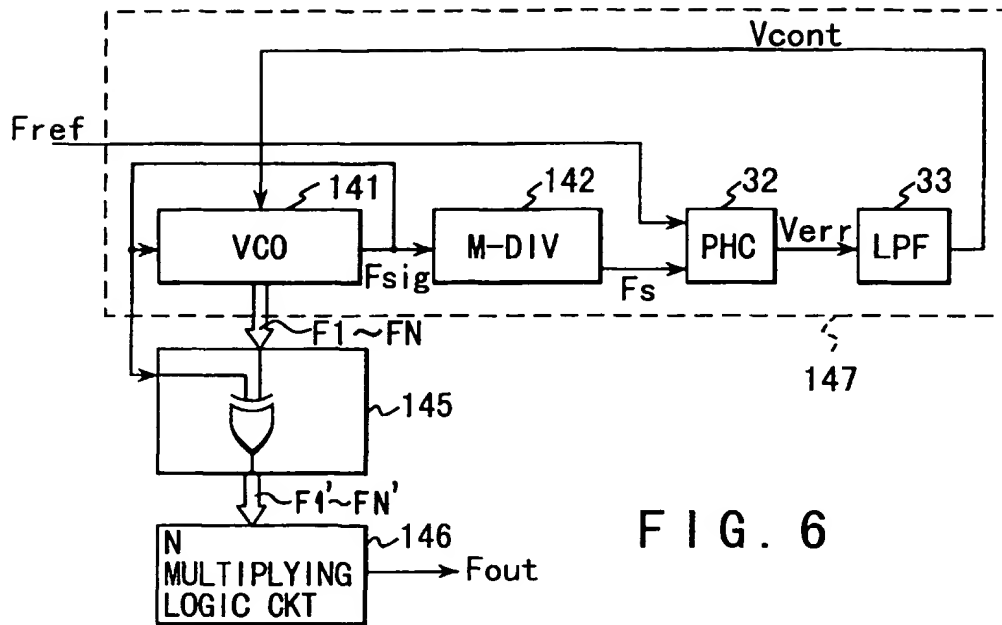 Vcont
Fref
141
142
32
33
VCO
Fsig
M-DIV
Fs
PHC
Verr
LPF
F1~FN
147
145
F1'~FN'
146
N
MULTIPLYING
LOGIC CKT
Fout
FIG. 6